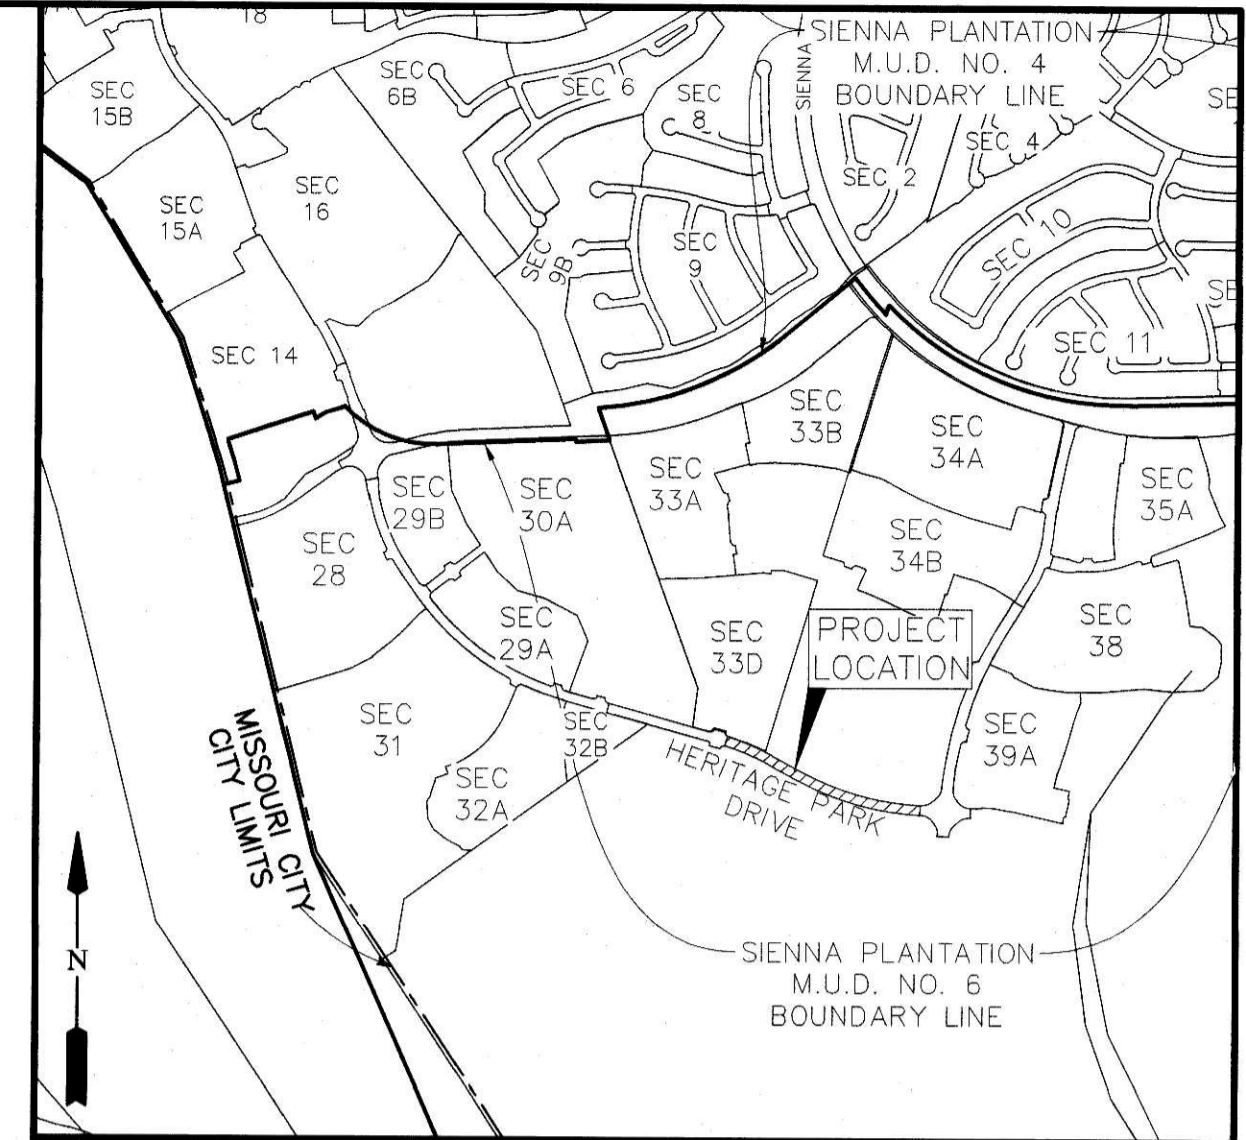 18
SIENNA PLANTATION
M.U.D. NO. 4
BOUNDARY LINE
SIENNA
SEC
15B
SEC
6B
SEC 6
SEC
8
SEC 4
SEC 2
SEC
16
SEC
15A
SEC
9B
SEC
9
SEC 10
SEC 14
SEC 11
SEC
33B
SEC
34A
SEC
29B
SEC
30A
SEC
33A
SEC
35A
SEC
28
SEC
34B
SEC
29A
SEC
33D
PROJECT
LOCATION
SEC
38
SEC
31
SEC
32B
SEC
39A
SEC
32A
HERITAGE PARK
DRIVE
MISSOURI CITY
CITY LIMITS
N
SIENNA PLANTATION
M.U.D. NO. 6
BOUNDARY LINE